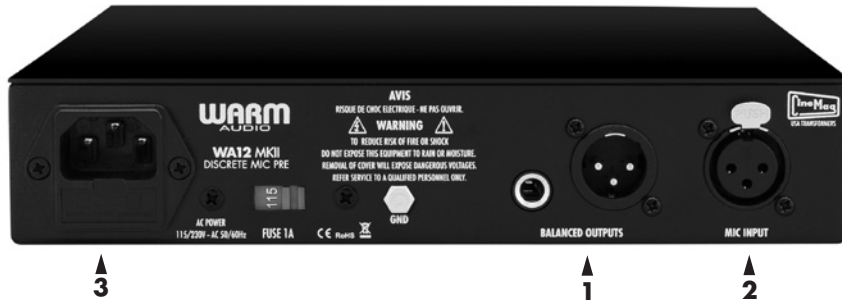 WARM
AUDIO
WA12 MKII
DISCRETE MIC PRE
AC POWER
115/230V - AC 50/60Hz
115
FUSE 1A
CE RoHS
AVIS
RISQUE DE CHOC ELECTRIQUE - NE PAS OUVRIR.
WARNING
TO REDUCE RISK OF FIRE OR SHOCK
DO NOT EXPOSE THIS EQUIPMENT TO RAIN OR MOISTURE.
REMOVAL OF COVER WILL EXPOSE DANGEROUS VOLTAGES.
REFER SERVICE TO A QUALIFIED PERSONNEL ONLY.
GND
BALANCED OUTPUTS
PUSH
MIC INPUT
CineMag
USA TRANSFORMERS
3
1
2